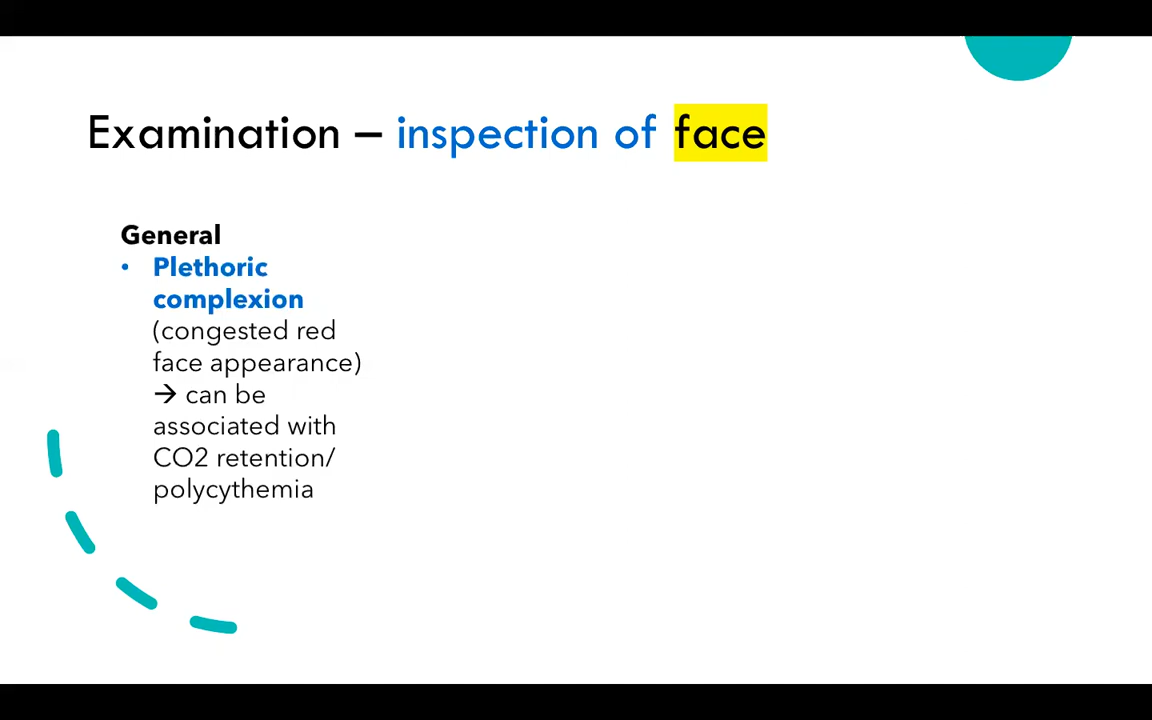 Examination – inspection of face
General
• Plethoric
complexion
(congested red
face appearance)
→ can be
associated with
CO2 retention/
polycythemia